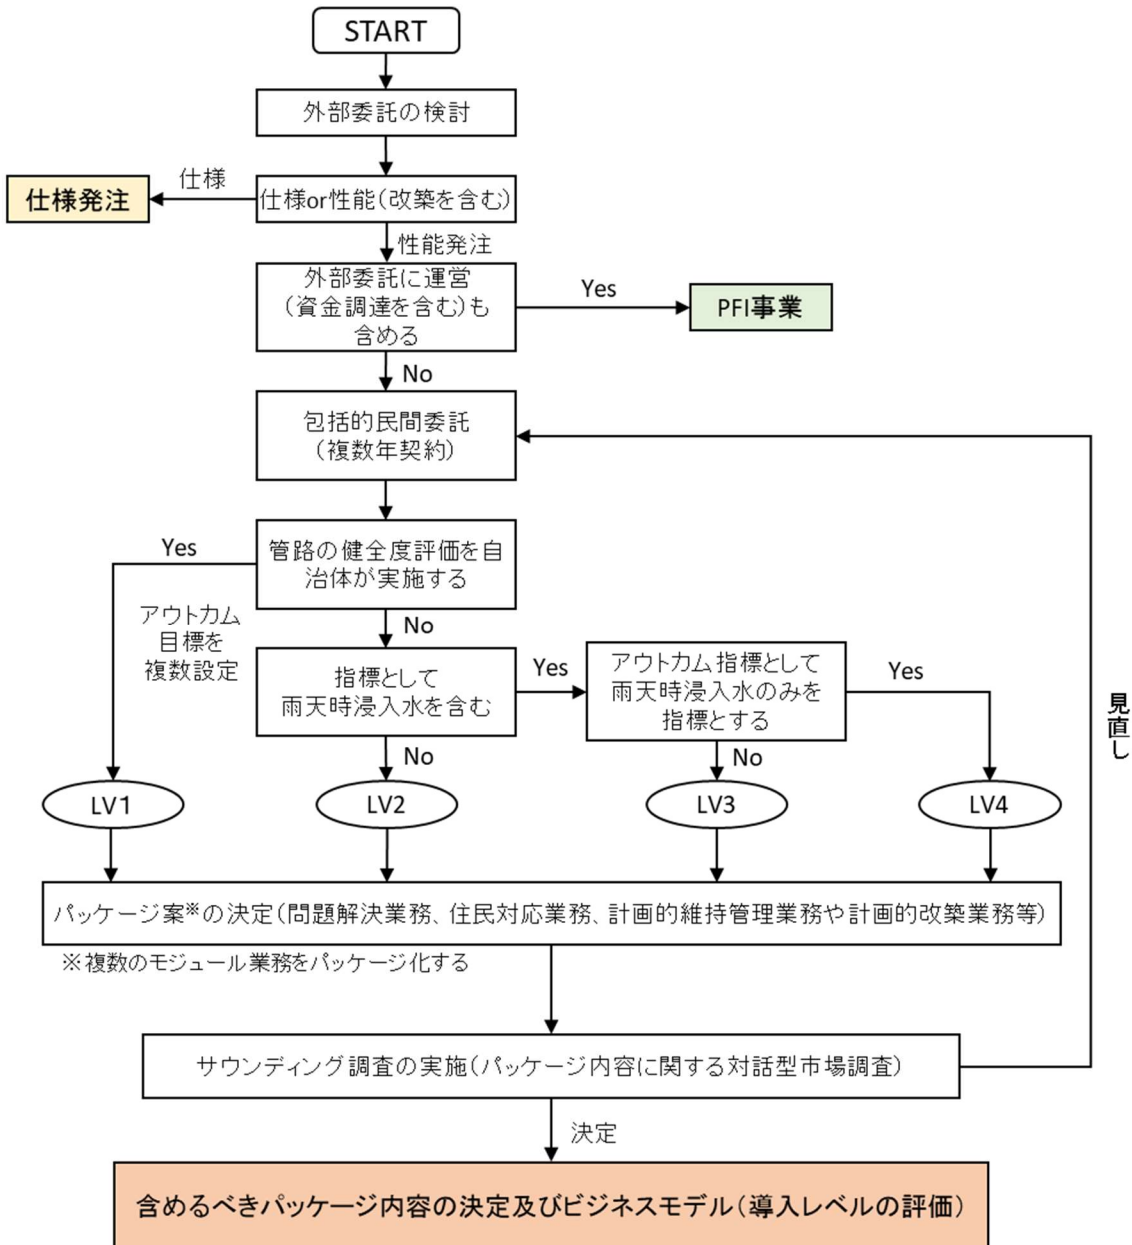 START
外部委託の検討
仕様
仕様発注
仕様or性能(改築を含む)
性能発注
外部委託に運営
(資金調達を含む)も
含める
Yes
PFI事業
No
包括的民間委託
(複数年契約)
Yes
管路の健全度評価を自
治体が実施する
アウトカム
目標を
複数設定
No
指標として
雨天時浸入水を含む
Yes
アウトカム指標として
雨天時浸入水のみを
指標とする
Yes
見直し
No
No
LV1
LV2
LV3
LV4
パッケージ案※の決定(問題解決業務、住民対応業務、計画的維持管理業務や計画的改築業務等)
※複数のモジュール業務をパッケージ化する
サウンディング調査の実施(パッケージ内容に関する対話型市場調査)
決定
含めるべきパッケージ内容の決定及びビジネスモデル(導入レベルの評価)